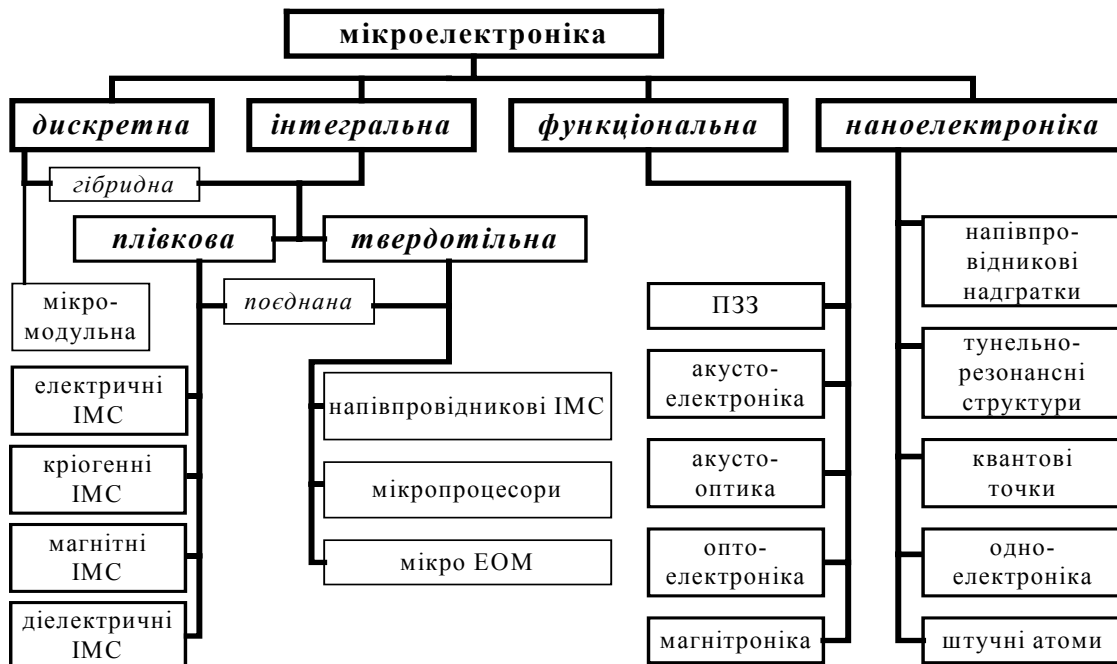 мікроелектроніка
дискретна
інтегральна
функціональна
наноелектроніка
гібридна
плівкова
твердотільна
мікро-
модульна
поєднана
електричні
ІМС
кріогенні
ІМС
магнітні
ІМС
діелектричні
ІМС
напівпровідникові ІМС
мікропроцесори
мікро ЕОМ
ПЗЗ
акусто-
електроніка
акусто-
оптика
опто-
електроніка
магнітроніка
напівпро-
відникові
надгратки
тунельно-
резонансні
структури
квантові
точки
одно-
електроніка
штучні атоми